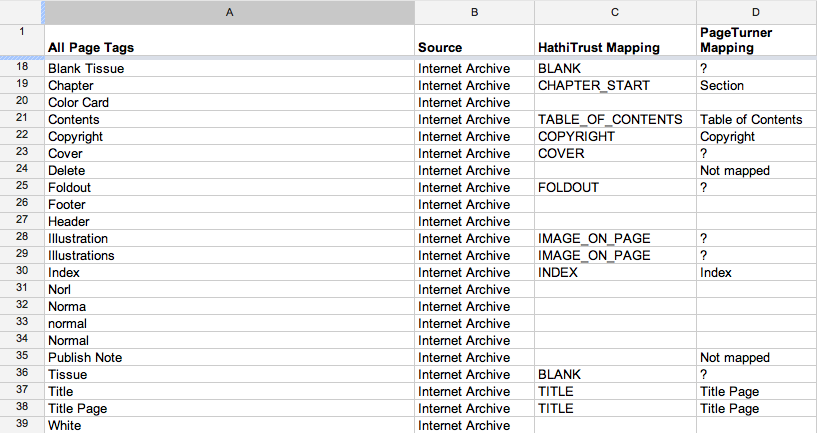 A B C D
1 All Page Tags Source HathiTrust Mapping PageTurner Mapping
18 Blank Tissue Internet Archive BLANK ?
19 Chapter Internet Archive CHAPTER_START Section
20 Color Card Internet Archive
21 Contents Internet Archive TABLE_OF_CONTENTS Table of Contents
22 Copyright Internet Archive COPYRIGHT Copyright
23 Cover Internet Archive COVER ?
24 Delete Internet Archive Not mapped
25 Foldout Internet Archive FOLDOUT ?
26 Footer Internet Archive
27 Header Internet Archive
28 Illustration Internet Archive IMAGE_ON_PAGE ?
29 Illustrations Internet Archive IMAGE_ON_PAGE ?
30 Index Internet Archive INDEX Index
31 Norl Internet Archive
32 Norma Internet Archive
33 normal Internet Archive
34 Normal Internet Archive
35 Publish Note Internet Archive Not mapped
36 Tissue Internet Archive BLANK ?
37 Title Internet Archive TITLE Title Page
38 Title Page Internet Archive TITLE Title Page
39 White Internet Archive